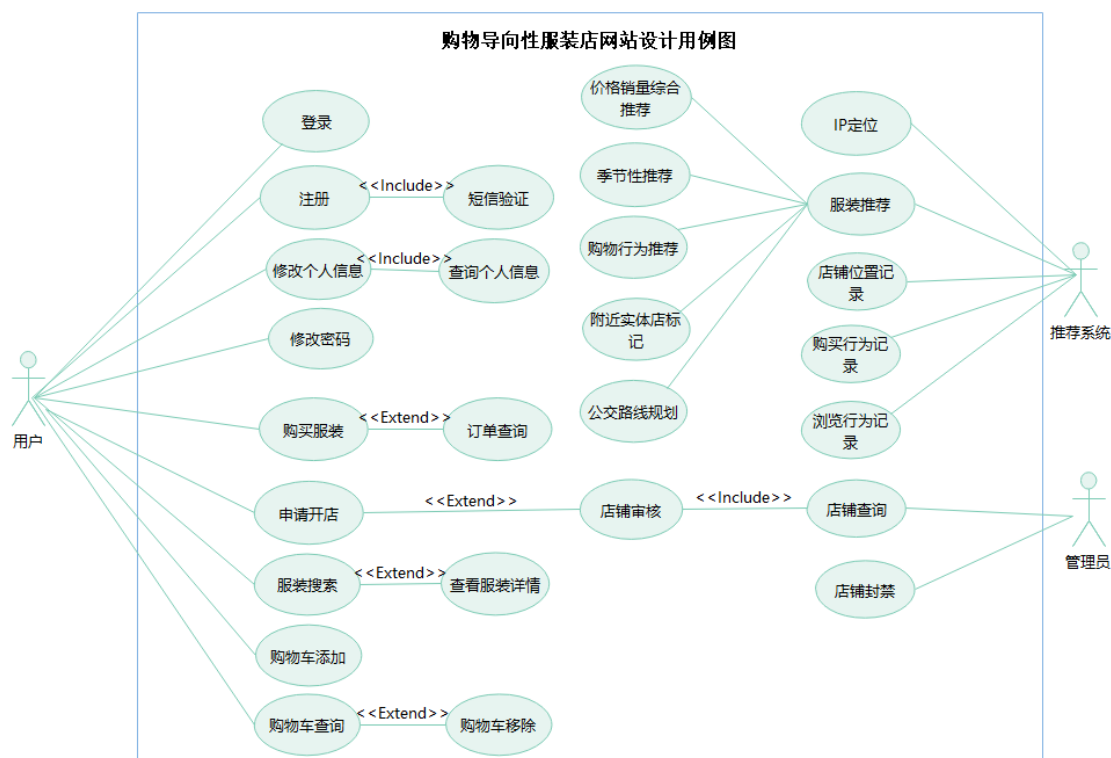 购物导向性服装店网站设计用例图
价格销量综合
推荐
登录
IP定位
季节性推荐
注册
<<Include>>
短信验证
服装推荐
购物行为推荐
修改个人信息
<<Include>>
查询个人信息
店铺位置记
录
附近实体店标
记
修改密码
购买行为记
录
推荐系统
公交路线规划
购买服装
<<Extend>>
订单查询
浏览行为记
录
用户
申请开店
<<Extend>>
店铺审核
<<Include>>
店铺查询
管理员
服装搜索
<<Extend>>
查看服装详情
店铺封禁
购物车添加
购物车查询
<<Extend>>
购物车移除